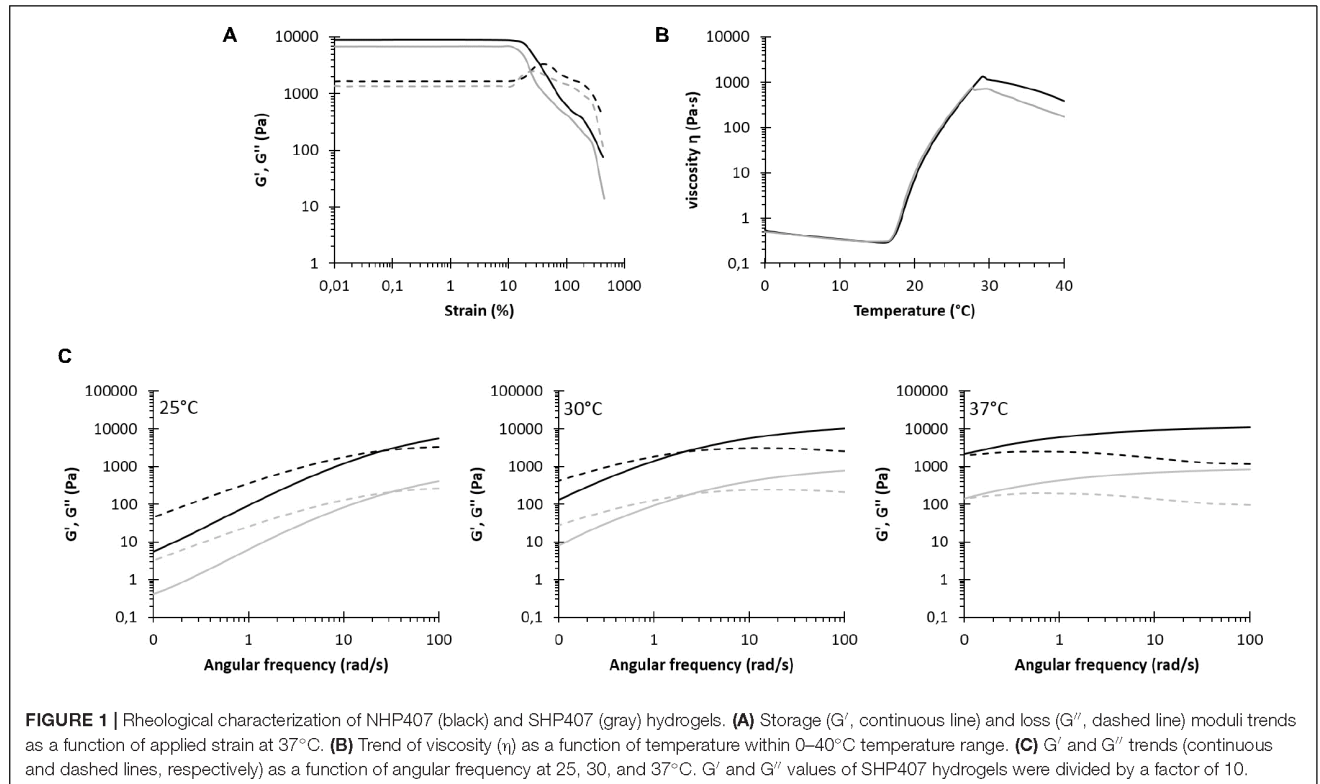 A
10000
1000
100
10
1
G', G'' (Pa)
0,01 0,1 1 10 100 1000
Strain (%)
B
10000
1000
100
10
1
0,1
viscosity η (Pa·s)
0 10 20 30 40
Temperature (°C)
C
25°C
100000
10000
1000
100
10
1
0,1
G', G'' (Pa)
0 1 10 100
Angular frequency (rad/s)
30°C
100000
10000
1000
100
10
1
0,1
G', G'' (Pa)
0 1 10 100
Angular frequency (rad/s)
37°C
100000
10000
1000
100
10
1
0,1
G', G'' (Pa)
0 1 10 100
Angular frequency (rad/s)
FIGURE 1 | Rheological characterization of NHP407 (black) and SHP407 (gray) hydrogels. (A) Storage (G′, continuous line) and loss (G″, dashed line) moduli trends
as a function of applied strain at 37°C. (B) Trend of viscosity (η) as a function of temperature within 0–40°C temperature range. (C) G′ and G″ trends (continuous
and dashed lines, respectively) as a function of angular frequency at 25, 30, and 37°C. G′ and G″ values of SHP407 hydrogels were divided by a factor of 10.